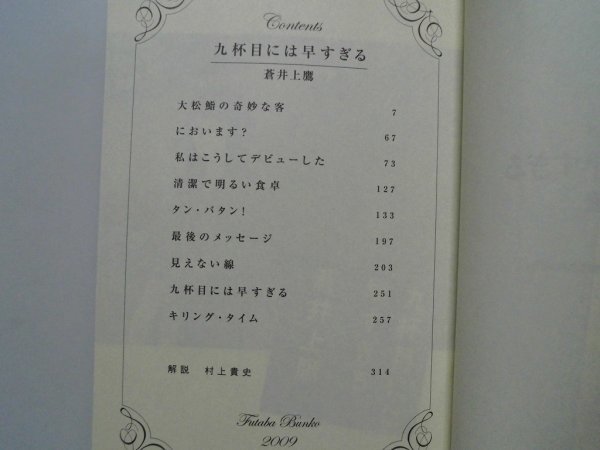 Contents
九杯目には早すぎる
蒼井上鷹
大松鮨の奇妙な客 7
においます? 67
私はこうしてデビューした 73
清潔で明るい食卓 127
タン・バタン! 133
最後のメッセージ 197
見えない線 203
九杯目には早すぎる 251
キリング・タイム 257
解説 村上貴史 314
Futaba Bunko
2009